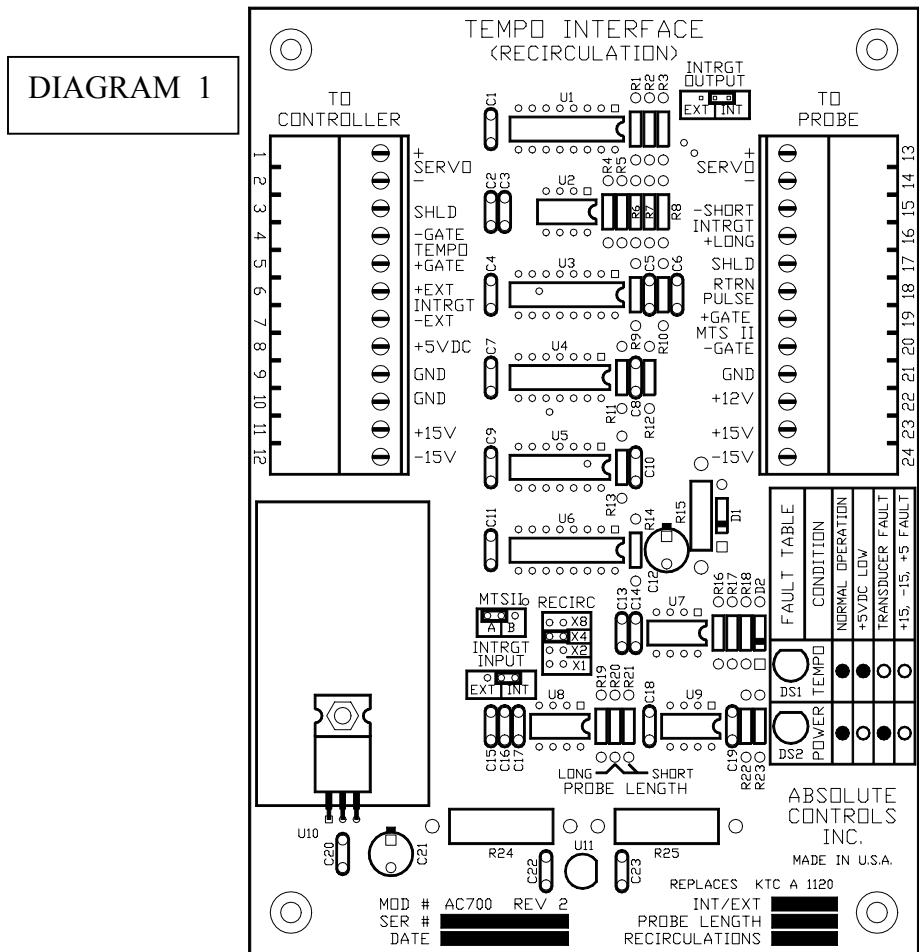 DIAGRAM 1
TEMPO INTERFACE
(RECIRCULATION)
INTRGT
OUTPUT
EXT INT
TO
CONTROLLER
1
2
3
4
5
6
7
8
9
10
11
12
+
SERVO
-
SHLD
-GATE
TEMPO
+GATE
+EXT
INTRGT
-EXT
+5VDC
GND
GND
+15V
-15V
C1
U1
R1
R2
R3
C2
C3
U2
R4
R5
R6
R7
R8
C4
U3
C5
C6
R9
R10
C7
U4
C8
R11
R12
C9
U5
C10
R13
C11
U6
R14
C12
R15
D1
TO
PROBE
+
SERVO
-
-SHORT
INTRGT
+LONG
SHLD
RTRN
PULSE
+GATE
MTS II
-GATE
GND
+12V
+15V
-15V
13
14
15
16
17
18
19
20
21
22
23
24
FAULT TABLE
CONDITION
NORMAL OPERATION
+5VDC LOW
TRANSDUCER FAULT
+15, -15, +5 FAULT
DS1
TEMPO
DS2
POWER
MTSII
A B
RECIRC
X8
X4
X2
X1
INTRGT
INPUT
EXT INT
C13
C14
U7
R16
R17
R18
D2
C15
C16
C17
U8
R19
R20
R21
C18
U9
C19
R22
R23
LONG SHORT
PROBE LENGTH
U10
C20
C21
R24
U11
R25
C22
C23
ABSOLUTE
CONTROLS
INC.
MADE IN U.S.A.
REPLACES KTC A 1120
MOD # AC700 REV 2
SER #
DATE
INT/EXT
PROBE LENGTH
RECIRCULATIONS